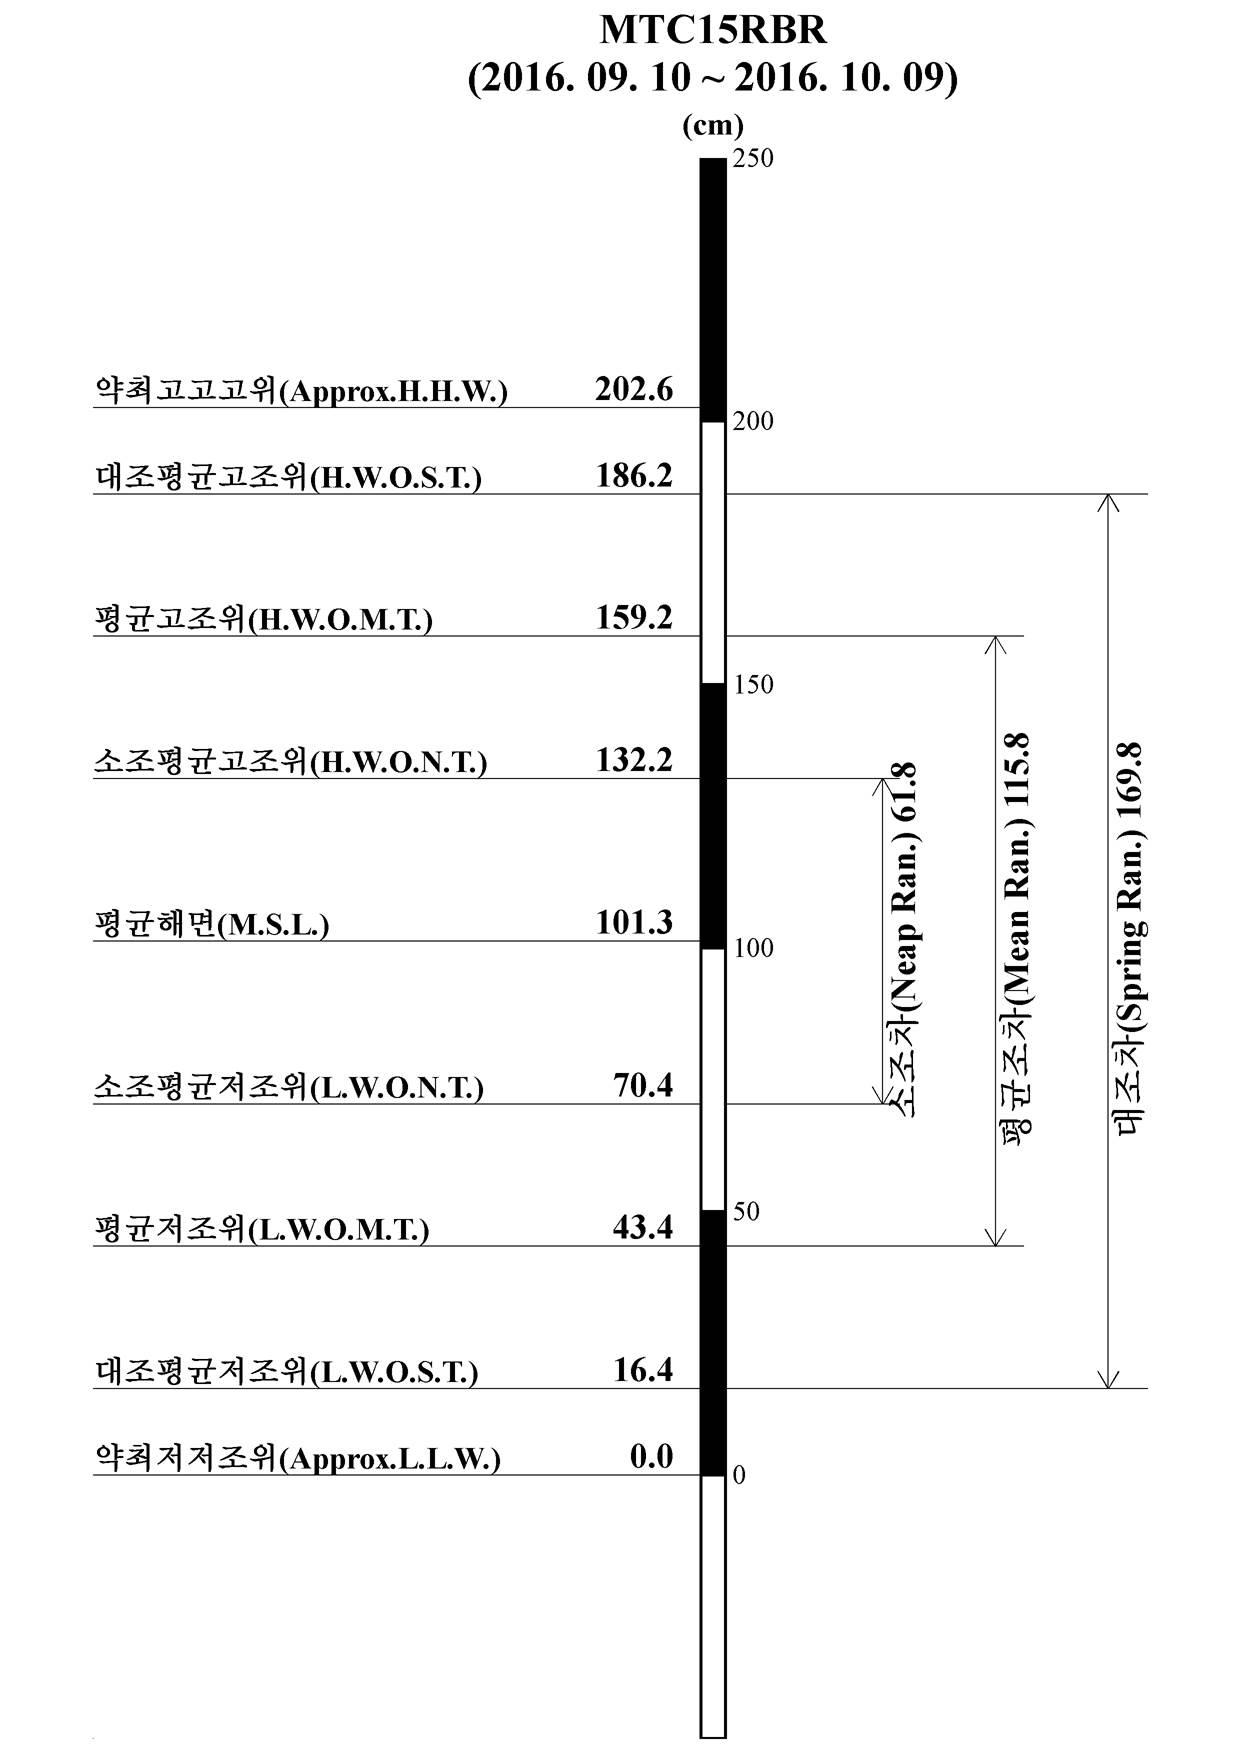 MTC15RBR
(2016. 09. 10 ~ 2016. 10. 09)
(cm)
250
약최고고고위(Approx.H.H.W.) 202.6
200
대조평균고조위(H.W.O.S.T.) 186.2
평균고조위(H.W.O.M.T.) 159.2
150
소조평균고조위(H.W.O.N.T.) 132.2
평균해면(M.S.L.) 101.3
100
소조평균저조위(L.W.O.N.T.) 70.4
50
평균저조위(L.W.O.M.T.) 43.4
대조평균저조위(L.W.O.S.T.) 16.4
약최저저조위(Approx.L.L.W.) 0.0
0
소조차(Neap Ran.) 61.8
평균조차(Mean Ran.) 115.8
대조차(Spring Ran.) 169.8